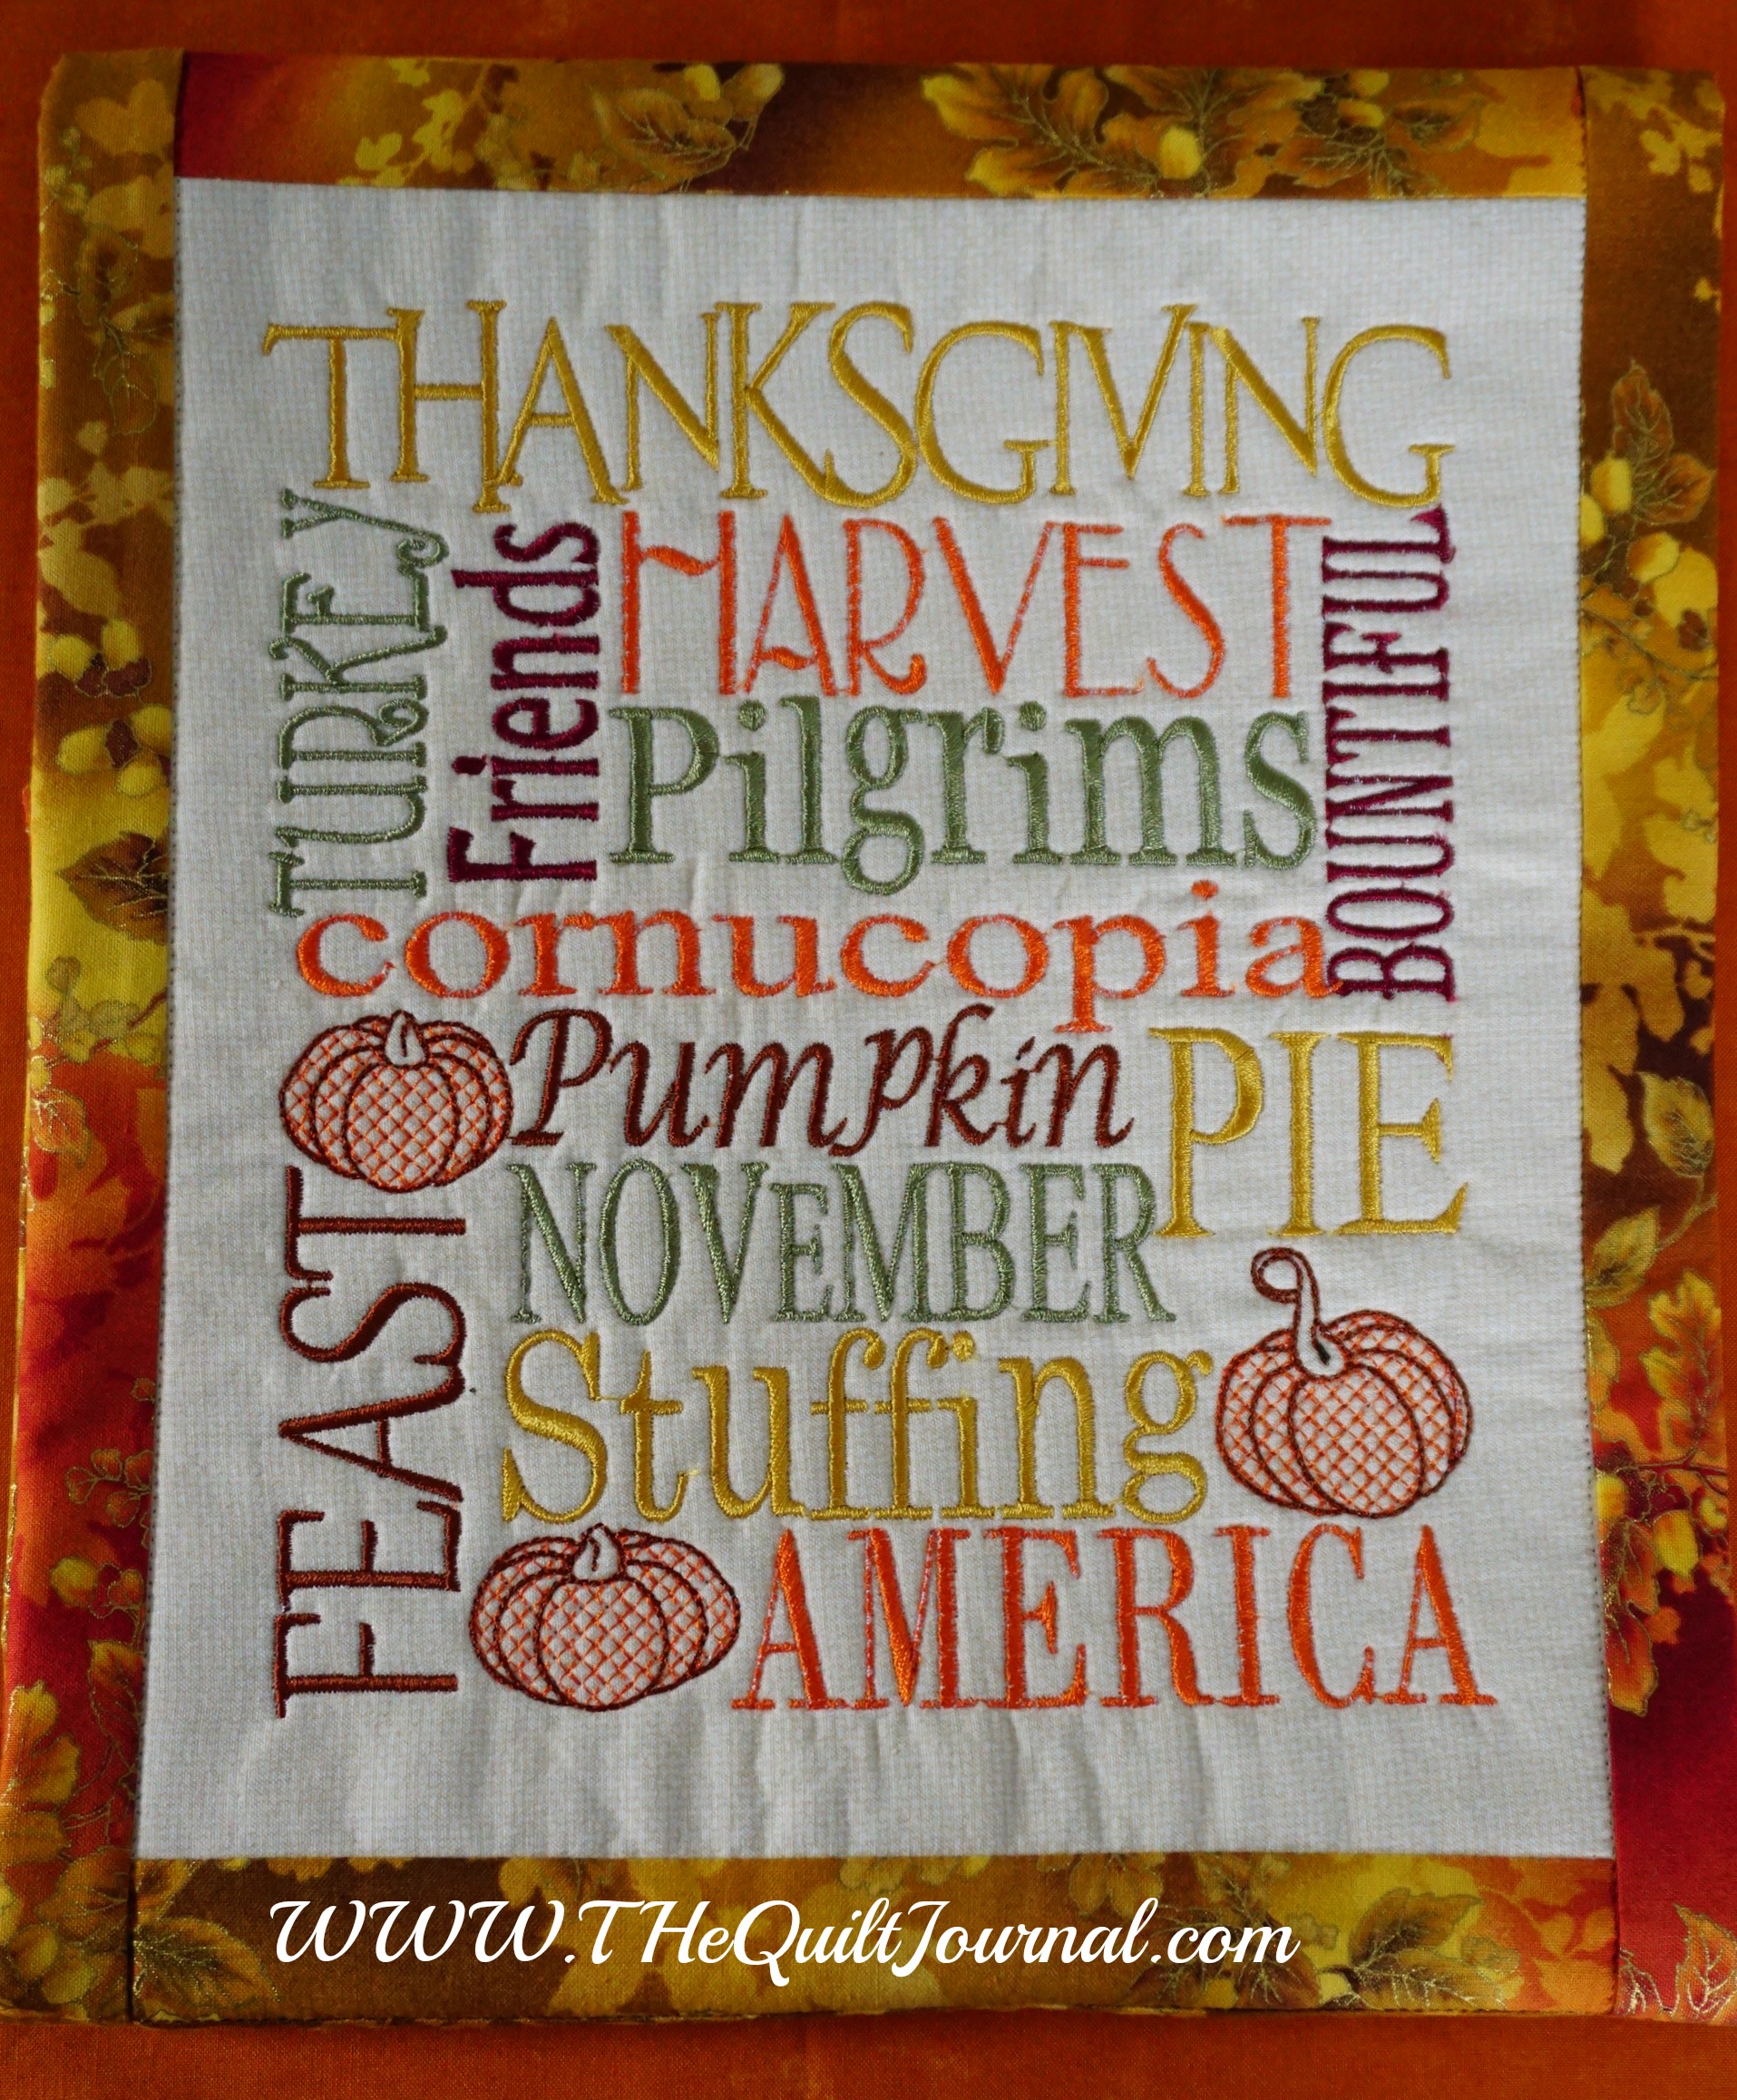 THANKSGIVING
TURKEY
Friends
HARVEST
Pilgrims
BOUNTIFUL
cornucopia
Pumpkin PIE
NOVEMBER
FEAST
Stuffing
AMERICA
WWW.THeQuiltJournal.com